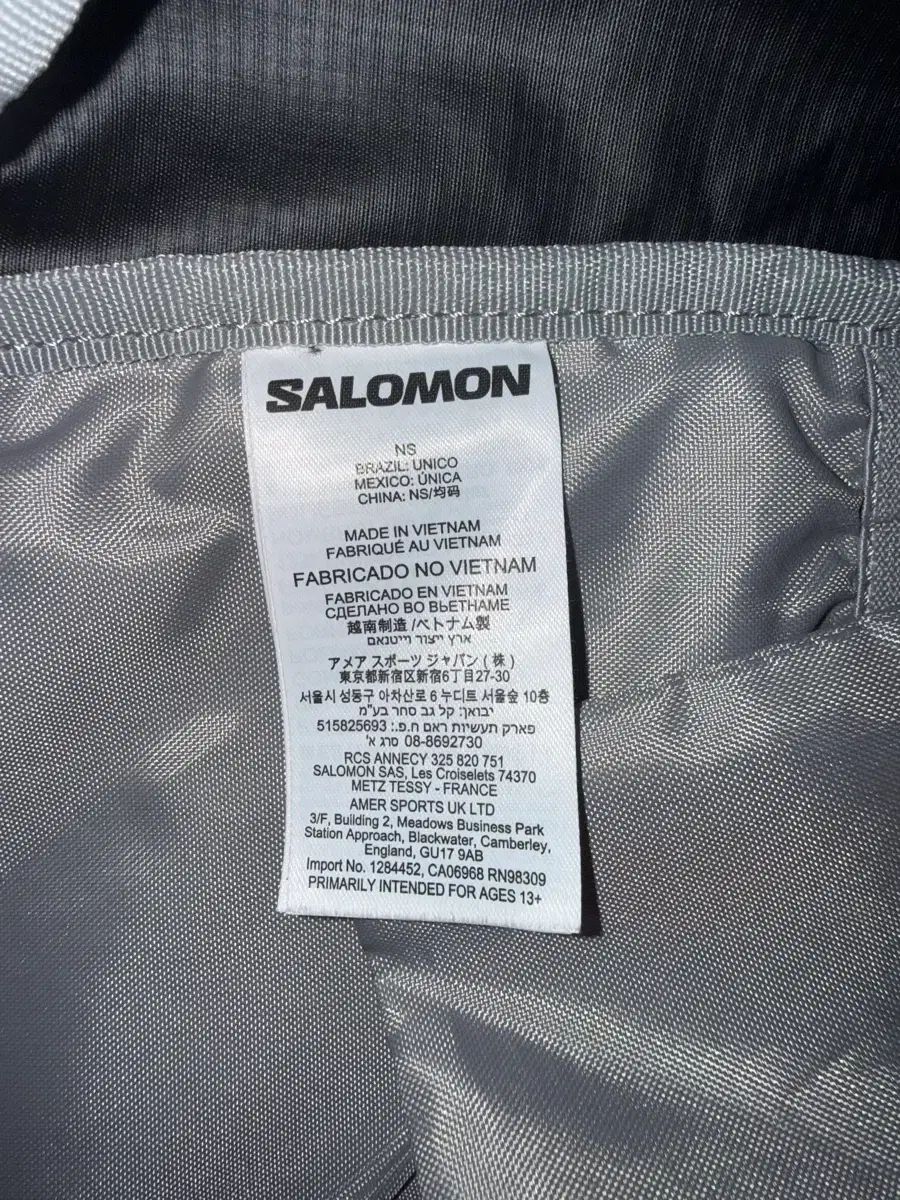 SALOMON
NS
BRAZIL: UNICO
MEXICO: ÚNICA
CHINA: NS/均码
MADE IN VIETNAM
FABRIQUÉ AU VIETNAM
FABRICADO NO VIETNAM
FABRICADO EN VIETNAM
СДЕЛАНО ВО ВЬЕТНАМЕ
越南制造 /ベトナム製
ארץ ייצור וייטנאם
アメア スポーツ ジャパン ( 株 )
東京都新宿区新宿6丁目27-30
서울시 성동구 아차산로 6 누디트 서울숲 10층
יבואן: קל גב סחר בע"מ
פארק תעשיות ראם ח.פ.: 515825693
08-8692730 סרג א'
RCS ANNECY 325 820 751
SALOMON SAS, Les Croiselets 74370
METZ TESSY - FRANCE
AMER SPORTS UK LTD
3/F, Building 2, Meadows Business Park
Station Approach, Blackwater, Camberley,
England, GU17 9AB
Import No. 1284452, CA06968 RN98309
PRIMARILY INTENDED FOR AGES 13+